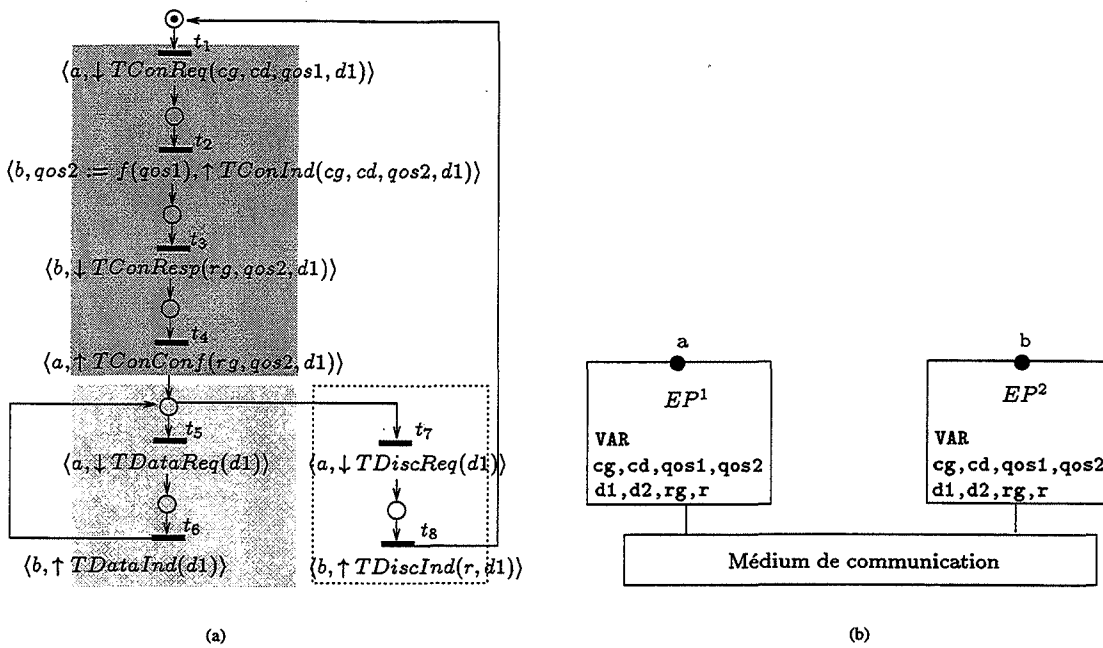 t₁
⟨a, ↓ TConReq(cg, cd, qos1, d1)⟩
t₂
⟨b, qos2 := f(qos1), ↑ TConInd(cg, cd, qos2, d1)⟩
t₃
⟨b, ↓ TConResp(rg, qos2, d1)⟩
t₄
⟨a, ↑ TConConf(rg, qos2, d1)⟩
t₅
⟨a, ↓ TDataReq(d1)⟩
t₆
⟨b, ↑ TDataInd(d1)⟩
t₇
⟨a, ↓ TDiscReq(d1)⟩
t₈
⟨b, ↑ TDiscInd(r, d1)⟩
(a)
a
EP¹
VAR
cg,cd,qos1,qos2
d1,d2,rg,r
b
EP²
VAR
cg,cd,qos1,qos2
d1,d2,rg,r
Médium de communication
(b)